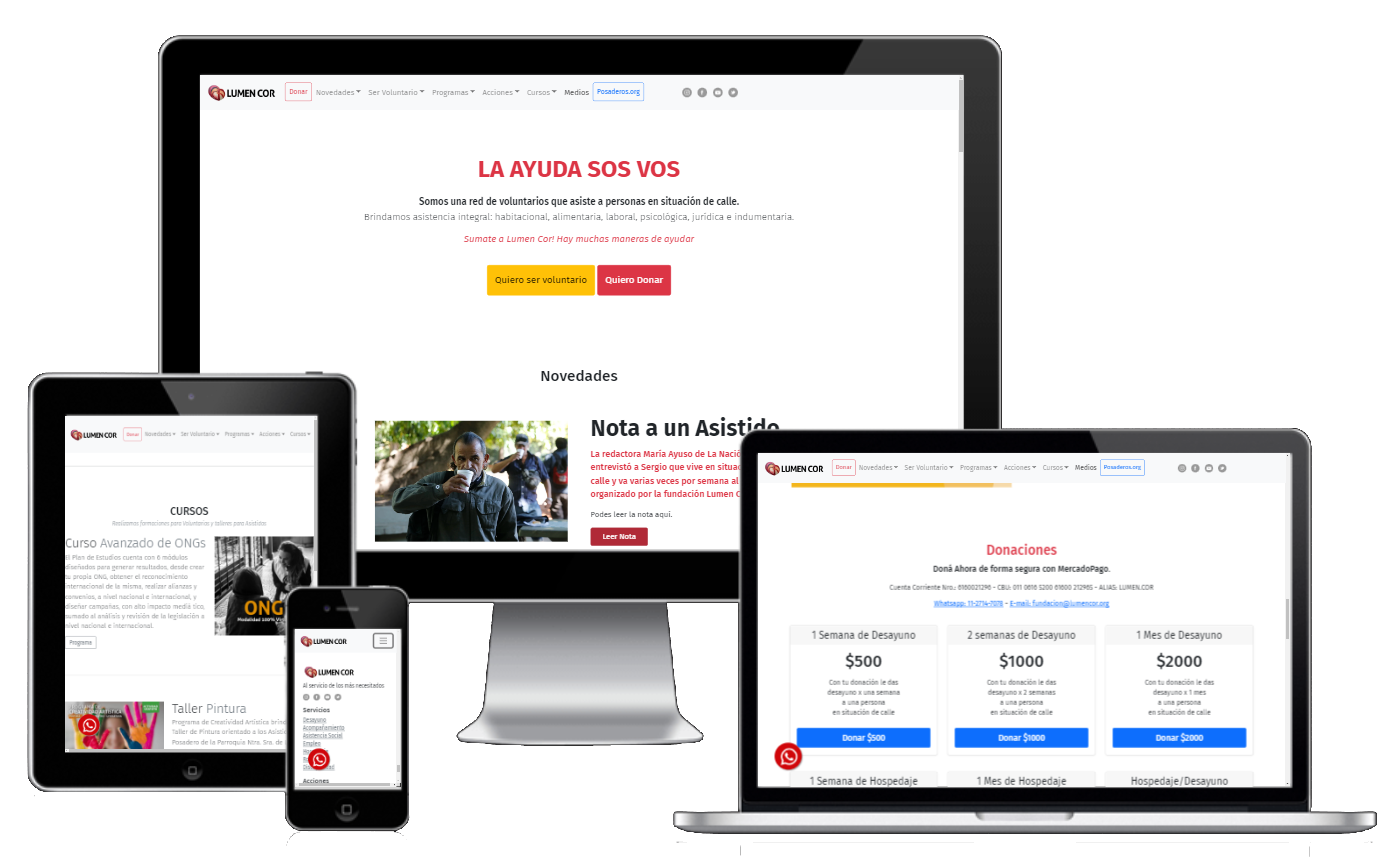 LUMEN COR
Donar Novedades Ser Voluntario Programas Acciones Cursos Medios Posaderos.org
LA AYUDA SOS VOS
Somos una red de voluntarios que asiste a personas en situación de calle.
Brindamos asistencia integral: habitacional, alimentaria, laboral, psicológica, jurídica e indumentaria.
Sumate a Lumen Cor! Hay muchas maneras de ayudar
Quiero ser voluntario Quiero Donar
Novedades
Nota a un Asistido
La redactora María Ayuso de La Nació
entrevistó a Sergio que vive en situac
calle y va varias veces por semana al
organizado por la fundación Lumen C
Podes leer la nota aquí.
Leer Nota
LUMEN COR
Donar Novedades Ser Voluntario Programas Acciones Cursos
CURSOS
Realizamos formaciones para Voluntarios y talleres para Asistidos
Curso Avanzado de ONGs
El Plan de Estudios cuenta con 6 módulos
diseñados para generar resultados, desde crear
tu propia ONG, obtener el reconocimiento
internacional de la misma, realizar alianzas y
convenios, a nivel nacional e internacional, y
diseñar campañas, con alto impacto media tico,
sumado al análisis y revisión de la legislación a
nivel nacional e internacional.
Programa
ONG
Modalidad 100% Vir
Taller Pintura
Programa de Creatividad Artística brind
Taller de Pintura orientado a los Asistid
Posadero de la Parroquia Ntra. Sra. de
LUMEN COR
LUMEN COR
Al servicio de los más necesitados
Servicios
Desayuno
Acompañamiento
Asistencia Social
Empleo
Acciones
LUMEN COR
Donar Novedades Ser Voluntario Programas Acciones Cursos Medios Posaderos.org
Donaciones
Doná Ahora de forma segura con MercadoPago.
Cuenta Corriente Nro.: 6160021296 - CBU: 011 0616 5200 61600 212965 - ALIAS: LUMEN.COR
Whatsapp: 11-2714-7078 - E-mail: fundacion@lumencor.org
1 Semana de Desayuno
$500
Con tu donación le das
desayuno x una semana
a una persona
en situación de calle
Donar $500
2 semanas de Desayuno
$1000
Con tu donación le das
desayuno x 2 semanas
a una persona
en situación de calle
Donar $1000
1 Mes de Desayuno
$2000
Con tu donación le das
desayuno x 1 mes
a una persona
en situación de calle
Donar $2000
1 Semana de Hospedaje
1 Mes de Hospedaje
Hospedaje/Desayuno